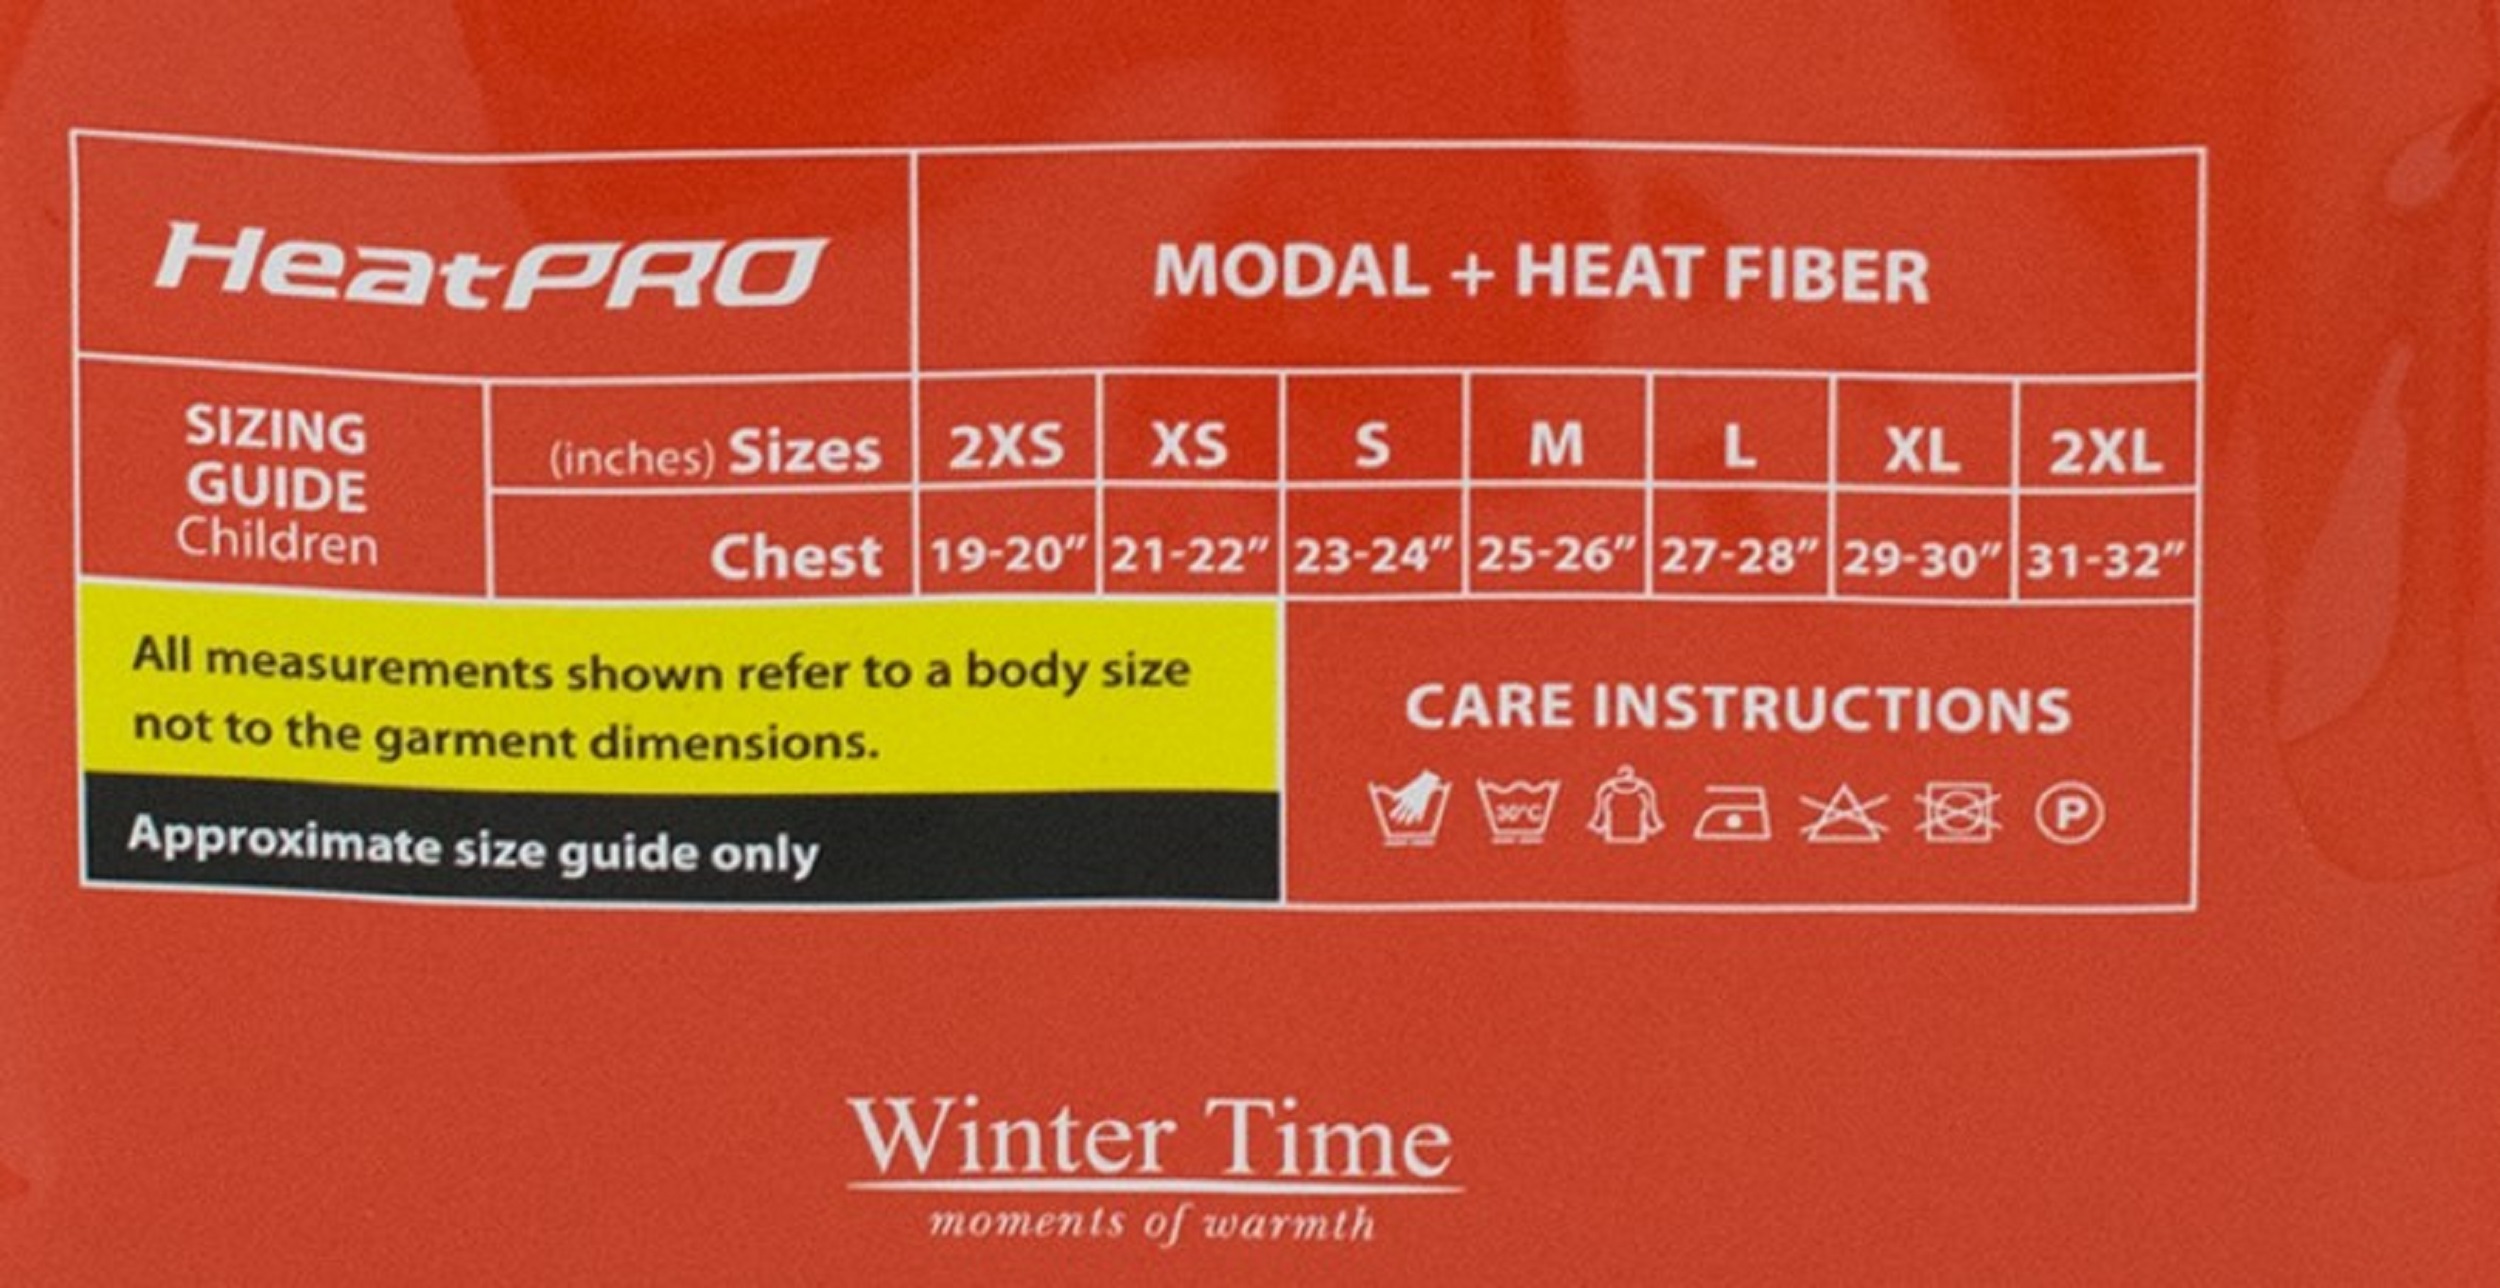 HeatPRO
MODAL + HEAT FIBER
SIZING
GUIDE
Children
(inches) Sizes 2XS XS S M L XL 2XL
Chest 19-20” 21-22” 23-24” 25-26” 27-28” 29-30” 31-32”
All measurements shown refer to a body size
not to the garment dimensions.
Approximate size guide only
CARE INSTRUCTIONS
30°C P
Winter Time
moments of warmth